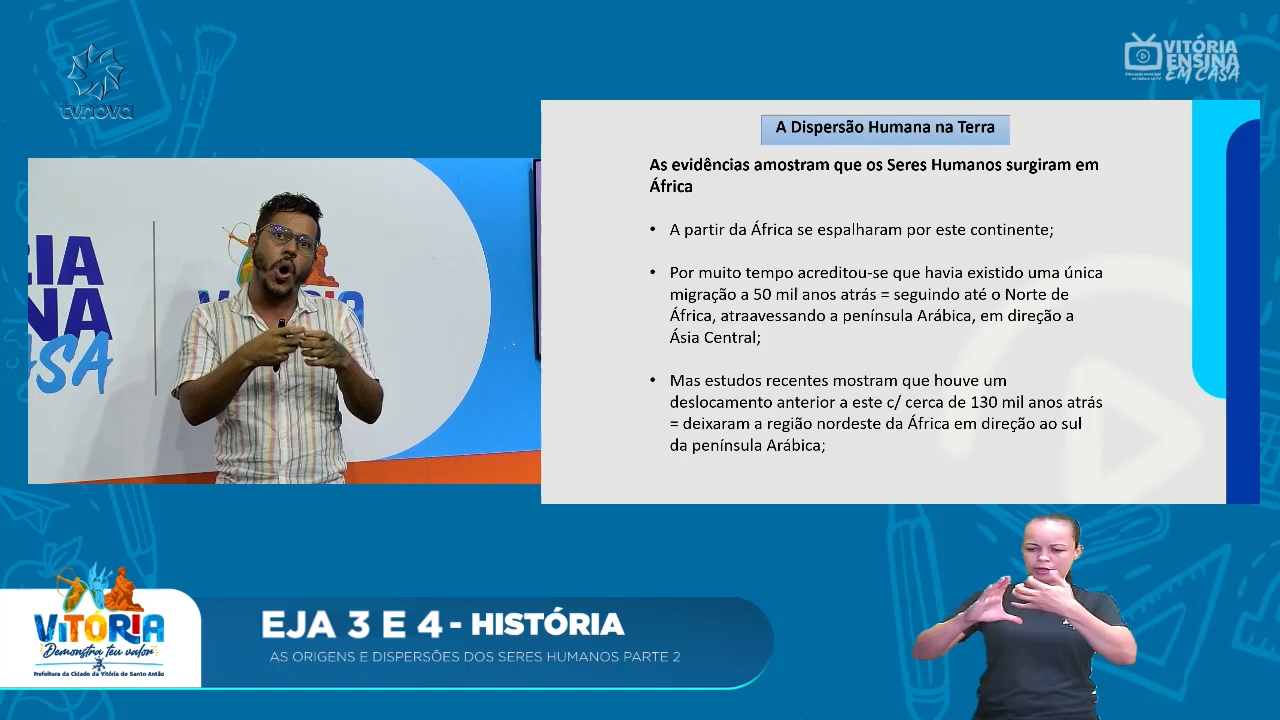 tvnova
VITÓRIA
ENSINA
EM CASA
A Dispersão Humana na Terra
As evidências amostram que os Seres Humanos surgiram em
África
• A partir da África se espalharam por este continente;
• Por muito tempo acreditou-se que havia existido uma única
migração a 50 mil anos atrás = seguindo até o Norte de
África, atraavessando a península Arábica, em direção a
Ásia Central;
• Mas estudos recentes mostram que houve um
deslocamento anterior a este c/ cerca de 130 mil anos atrás
= deixaram a região nordeste da África em direção ao sul
da península Arábica;
VITÓRIA
Demonstra teu valor
Prefeitura da Cidade da Vitória de Santo Antão
EJA 3 E 4 - HISTÓRIA
AS ORIGENS E DISPERSÕES DOS SERES HUMANOS PARTE 2